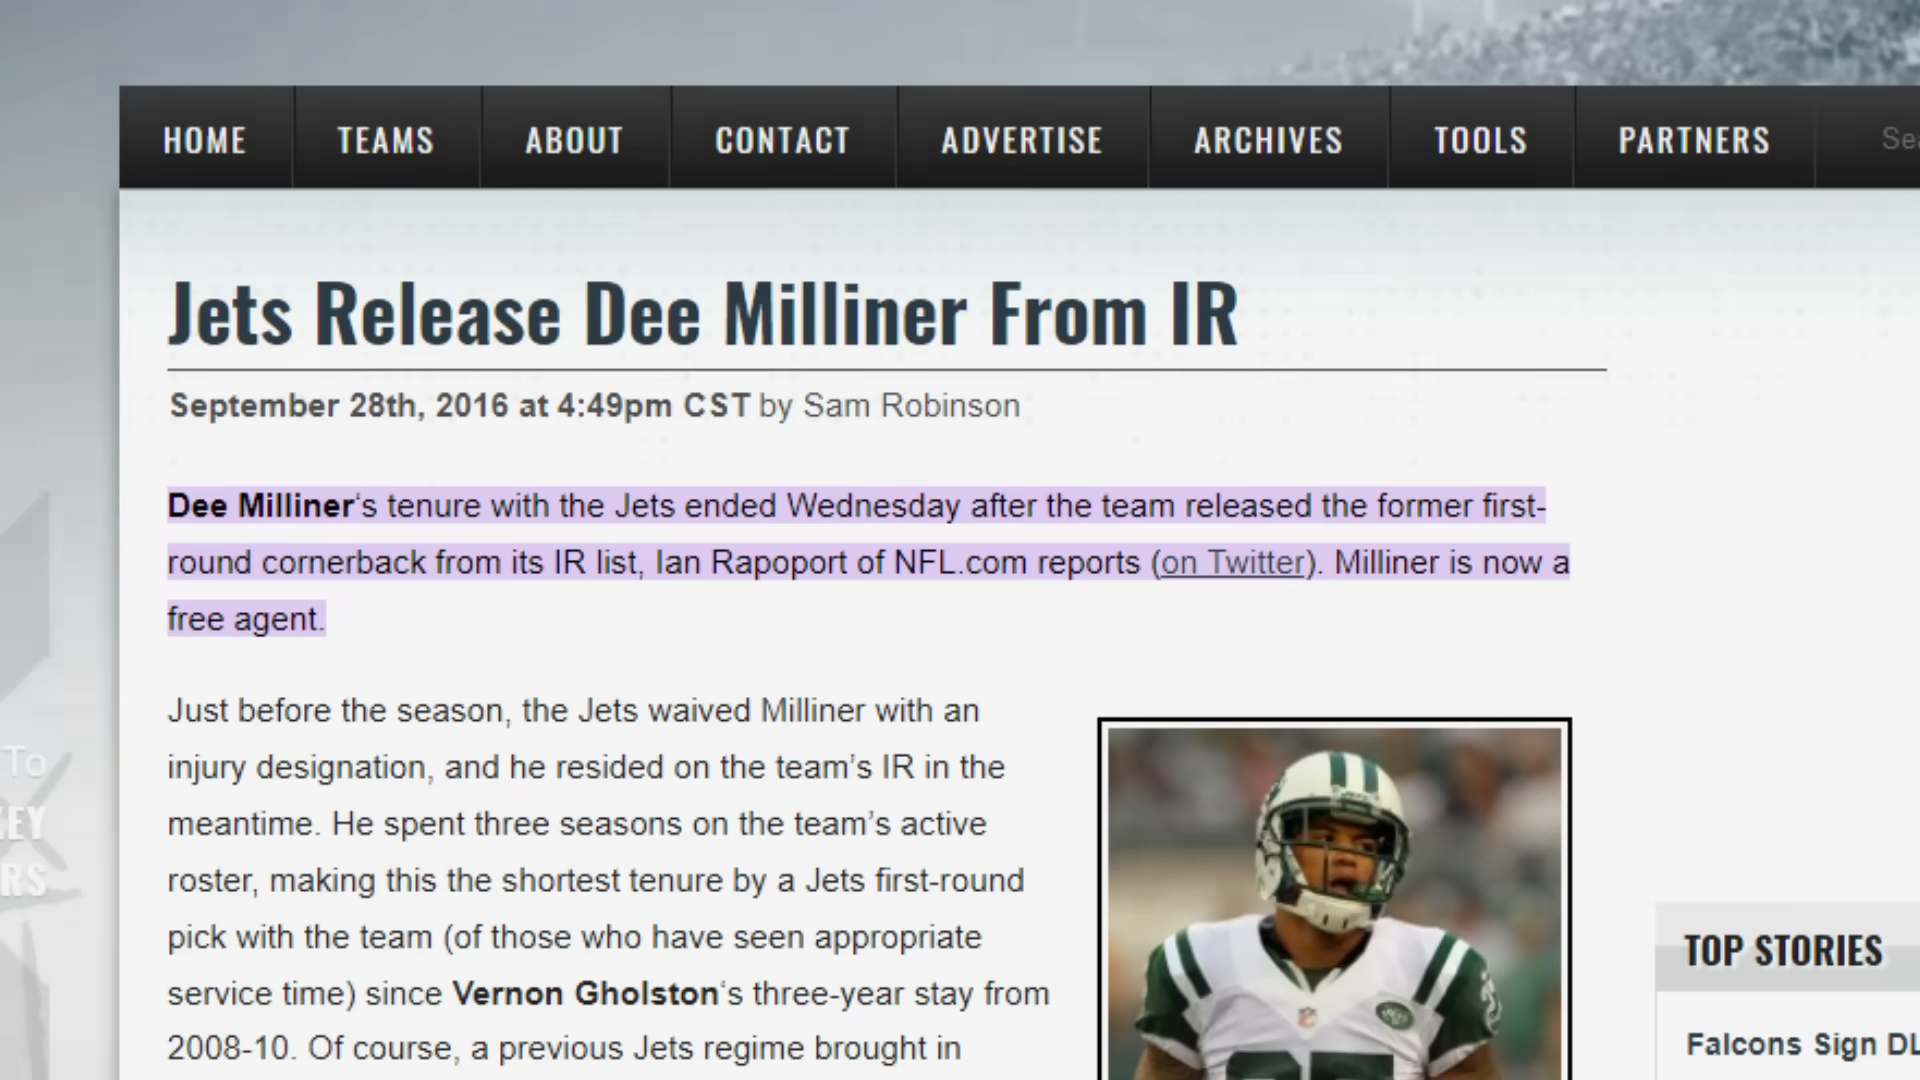 HOME TEAMS ABOUT CONTACT ADVERTISE ARCHIVES TOOLS PARTNERS
Jets Release Dee Milliner From IR
September 28th, 2016 at 4:49pm CST by Sam Robinson
Dee Milliner‘s tenure with the Jets ended Wednesday after the team released the former first-
round cornerback from its IR list, Ian Rapoport of NFL.com reports (on Twitter). Milliner is now a
free agent.
Just before the season, the Jets waived Milliner with an
injury designation, and he resided on the team’s IR in the
meantime. He spent three seasons on the team’s active
roster, making this the shortest tenure by a Jets first-round
pick with the team (of those who have seen appropriate
service time) since Vernon Gholston‘s three-year stay from
2008-10. Of course, a previous Jets regime brought in
To
TOP STORIES
Falcons Sign DL